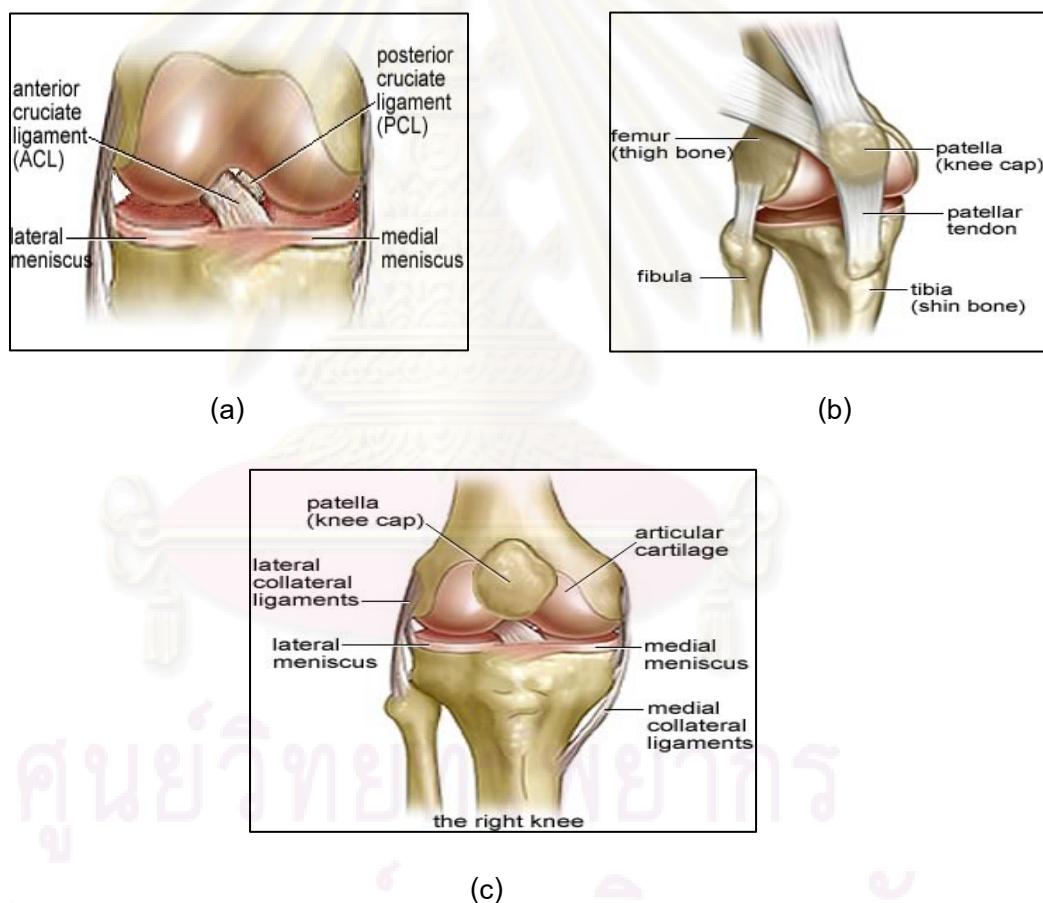 anterior
cruciate
ligament
(ACL)
posterior
cruciate
ligament
(PCL)
lateral
meniscus
medial
meniscus
(a)
femur
(thigh bone)
patella
(knee cap)
patellar
tendon
fibula
tibia
(shin bone)
(b)
patella
(knee cap)
articular
cartilage
lateral
collateral
ligaments
lateral
meniscus
medial
meniscus
medial
collateral
ligaments
the right knee
(c)